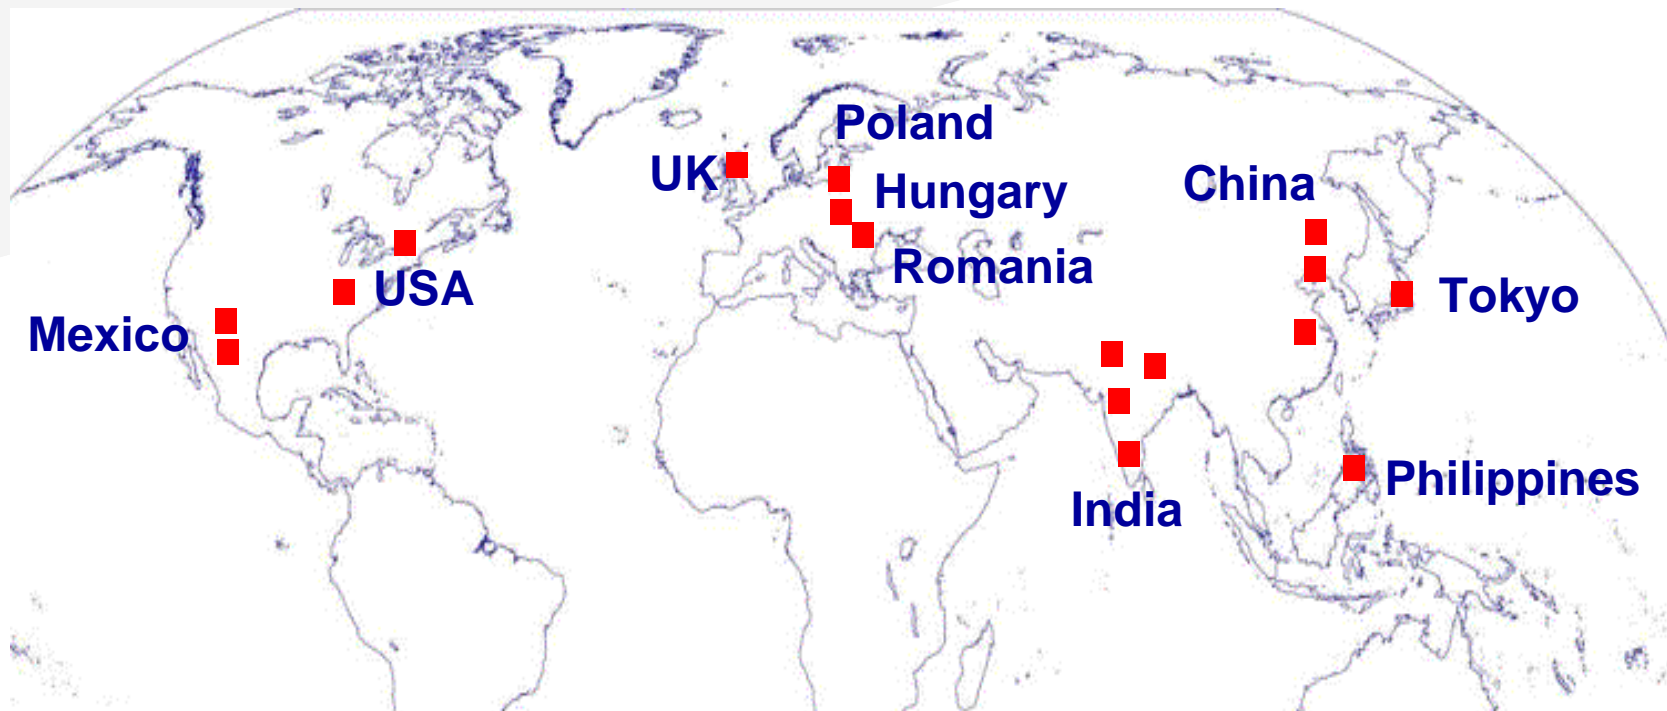 Poland
UK
Hungary
China
Romania
USA
Tokyo
Mexico
Philippines
India